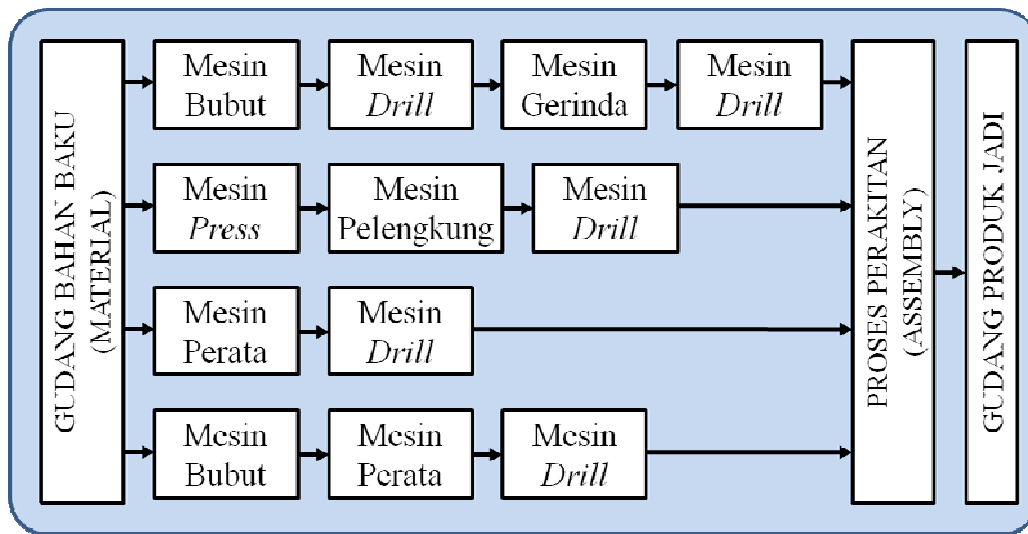 GUDANG BAHAN BAKU
(MATERIAL)
Mesin
Bubut
Mesin
Drill
Mesin
Gerinda
Mesin
Drill
Mesin
Press
Mesin
Pelengkung
Mesin
Drill
Mesin
Perata
Mesin
Drill
Mesin
Bubut
Mesin
Perata
Mesin
Drill
PROSES PERAKITAN
(ASSEMBLY)
GUDANG PRODUK JADI